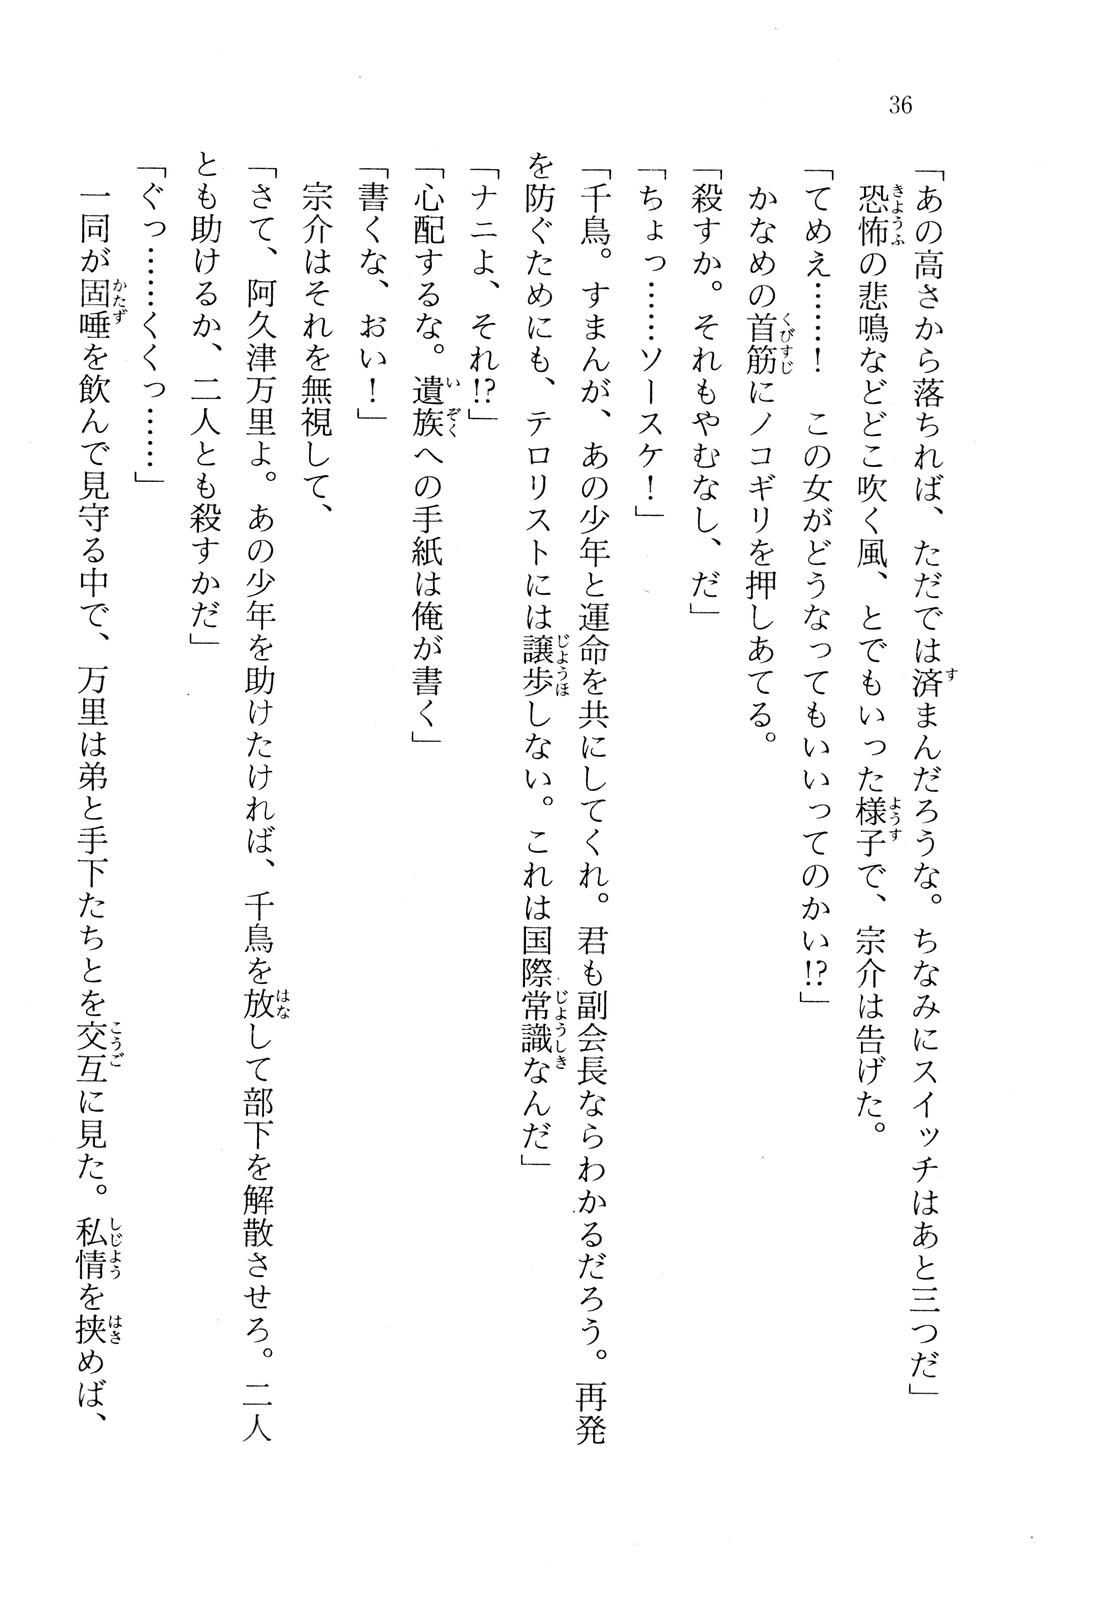 36
「あの高さから落ちれば、ただでは済まんだろうな。ちなみにスイッチはあと三つだ」
　恐怖の悲鳴などどこ吹く風、とでもいった様子で、宗介は告げた。
「てめえ……！　この女がどうなってもいいってのかい!?」
　かなめの首筋にノコギリを押しあてる。
「殺すか。それもやむなし、だ」
「ちょっ……ソースケ！」
「千鳥。すまんが、あの少年と運命を共にしてくれ。君も副会長ならわかるだろう。再発
を防ぐためにも、テロリストには譲歩しない。これは国際常識なんだ」
「ナニよ、それ!?」
「心配するな。遺族への手紙は俺が書く」
「書くな、おい！」
　宗介はそれを無視して、
「さて、阿久津万里よ。あの少年を助けたければ、千鳥を放して部下を解散させろ。二人
とも助けるか、二人とも殺すかだ」
「ぐっ……くくっ……」
　一同が固唾を飲んで見守る中で、万里は弟と手下たちとを交互に見た。私情を挟めば、